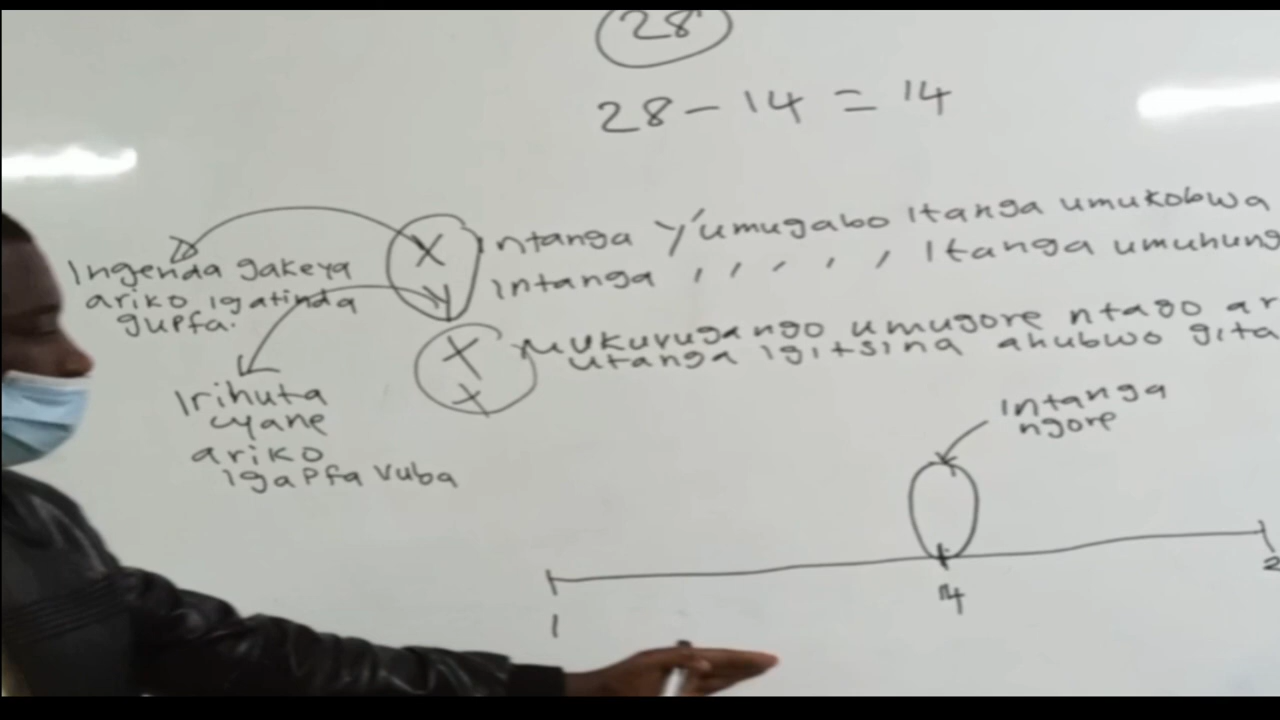 28
28 - 14 = 14
X Intanga Y'umugabo Itanga umukobwa
Y Intanga , , , , , Itanga umuhung
Ingenda gakeya
ariko igatinda
gupfa.
X Mukuvugango umugore ntago ar
X utanga igitsina ahubwo gita
Irihuta
cyane
ariko
igapfa vuba
Intanga
ngore
1
14
2